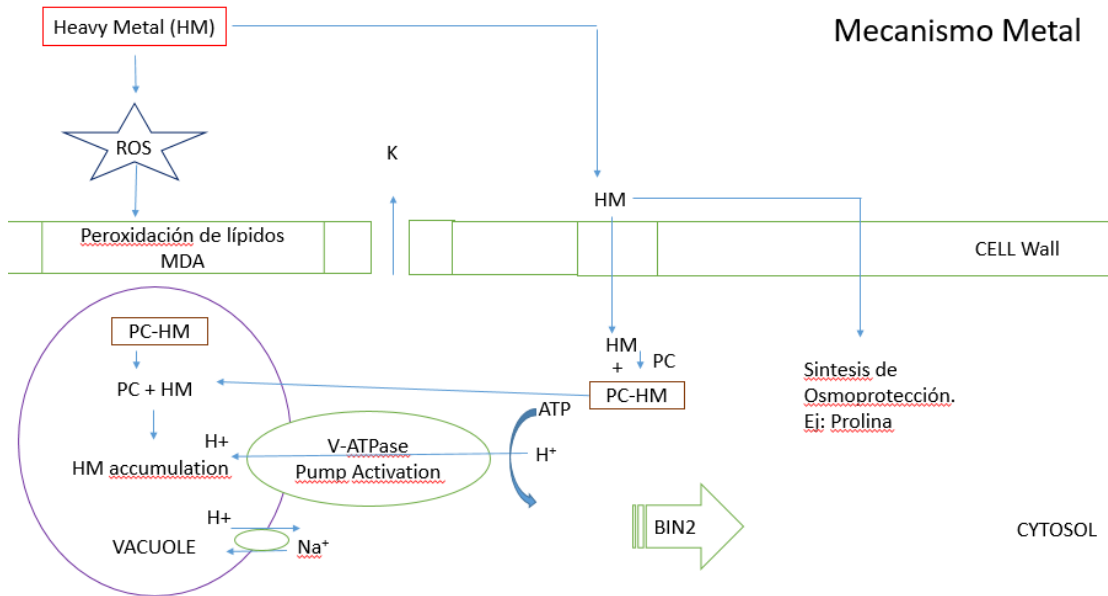 Mecanismo Metal
Heavy Metal (HM)
ROS
K
HM
Peroxidación de lípidos
MDA
CELL Wall
PC-HM
PC + HM
HM accumulation
HM
+
PC
PC-HM
ATP
H⁺
H+
V-ATPase
Pump Activation
Sintesis de
Osmoprotección.
Ej: Prolina
H+
Na⁺
VACUOLE
BIN2
CYTOSOL